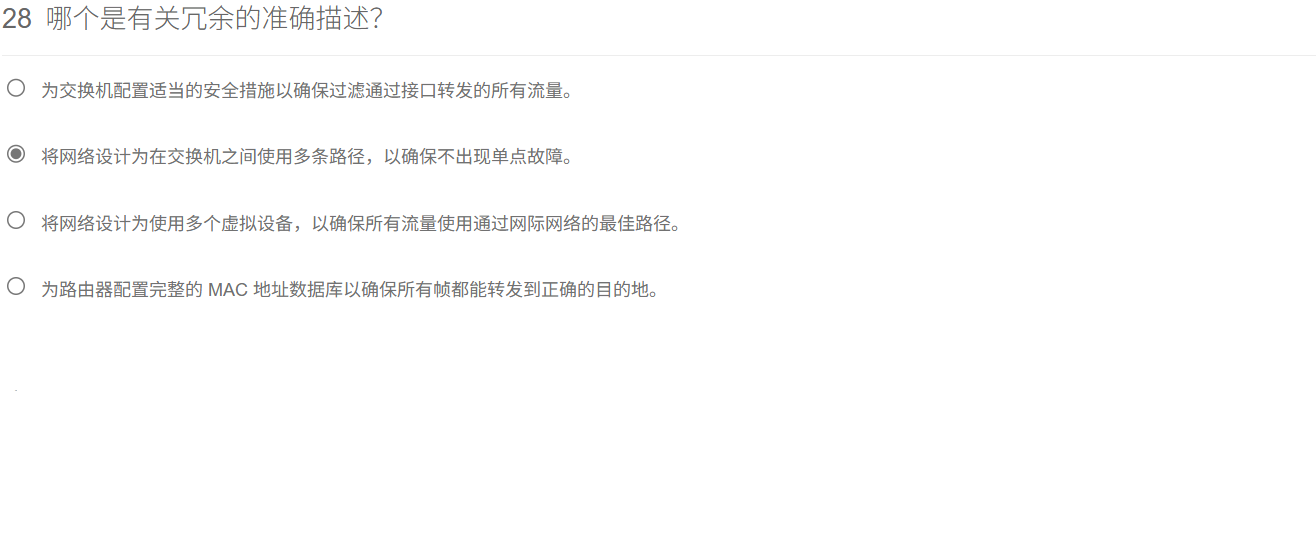 28 哪个是有关冗余的准确描述?
为交换机配置适当的安全措施以确保过滤通过接口转发的所有流量。
将网络设计为在交换机之间使用多条路径，以确保不出现单点故障。
将网络设计为使用多个虚拟设备，以确保所有流量使用通过网际网络的最佳路径。
为路由器配置完整的 MAC 地址数据库以确保所有帧都能转发到正确的目的地。